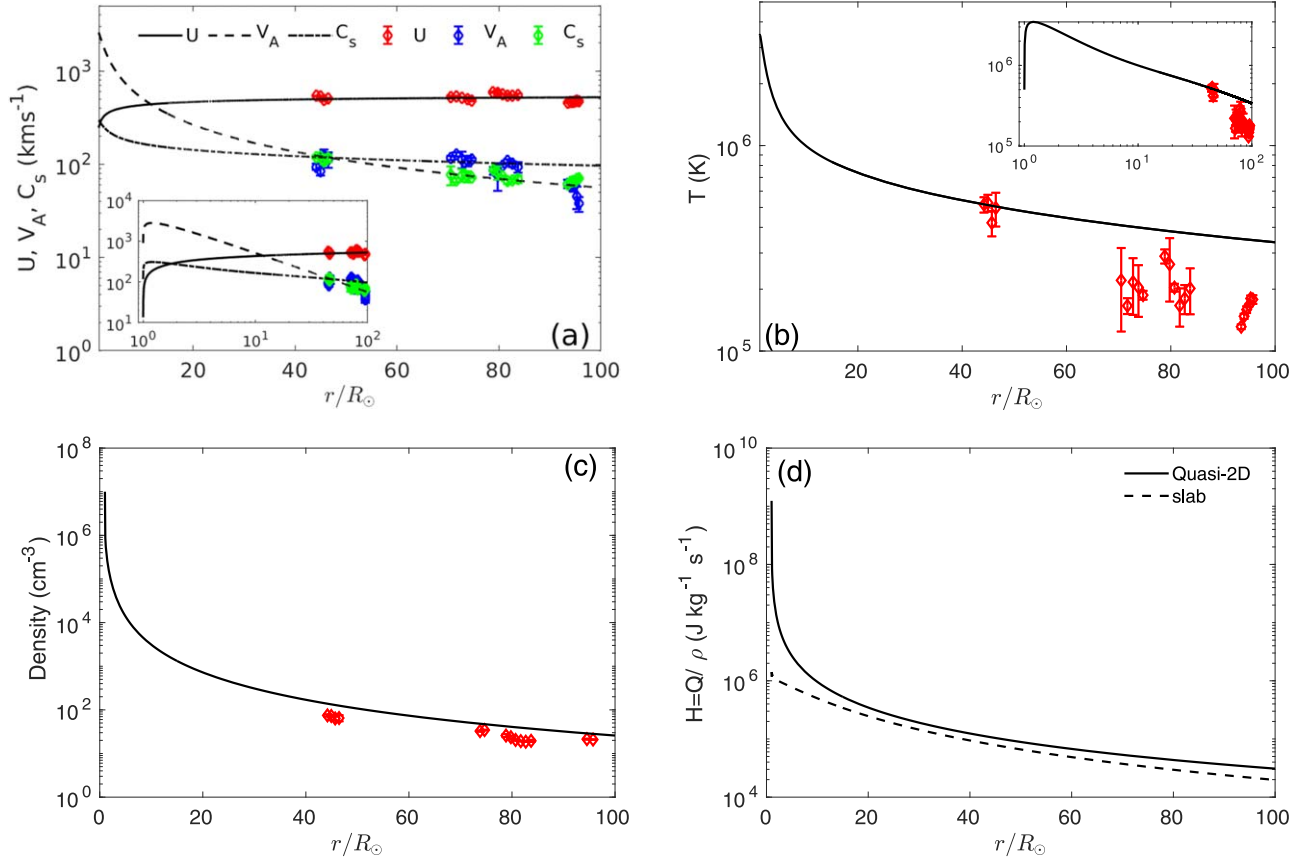 U V_A C_s U V_A C_s
10^3
10^2
10^1
10^0
U, V_A, C_s (kms^-1)
10^4
10^3
10^2
10^1
10^0 10^1 10^2
(a)
20 40 60 80 100
r/R_☉
10^6
10^5
T (K)
10^6
10^5
10^0 10^1 10^2
(b)
20 40 60 80 100
r/R_☉
10^8
10^6
10^4
10^2
10^0
Density (cm^-3)
(c)
0 20 40 60 80 100
r/R_☉
10^10
10^8
10^6
10^4
H=Q/ ρ (J kg^-1 s^-1)
(d)
Quasi-2D
slab
0 20 40 60 80 100
r/R_☉